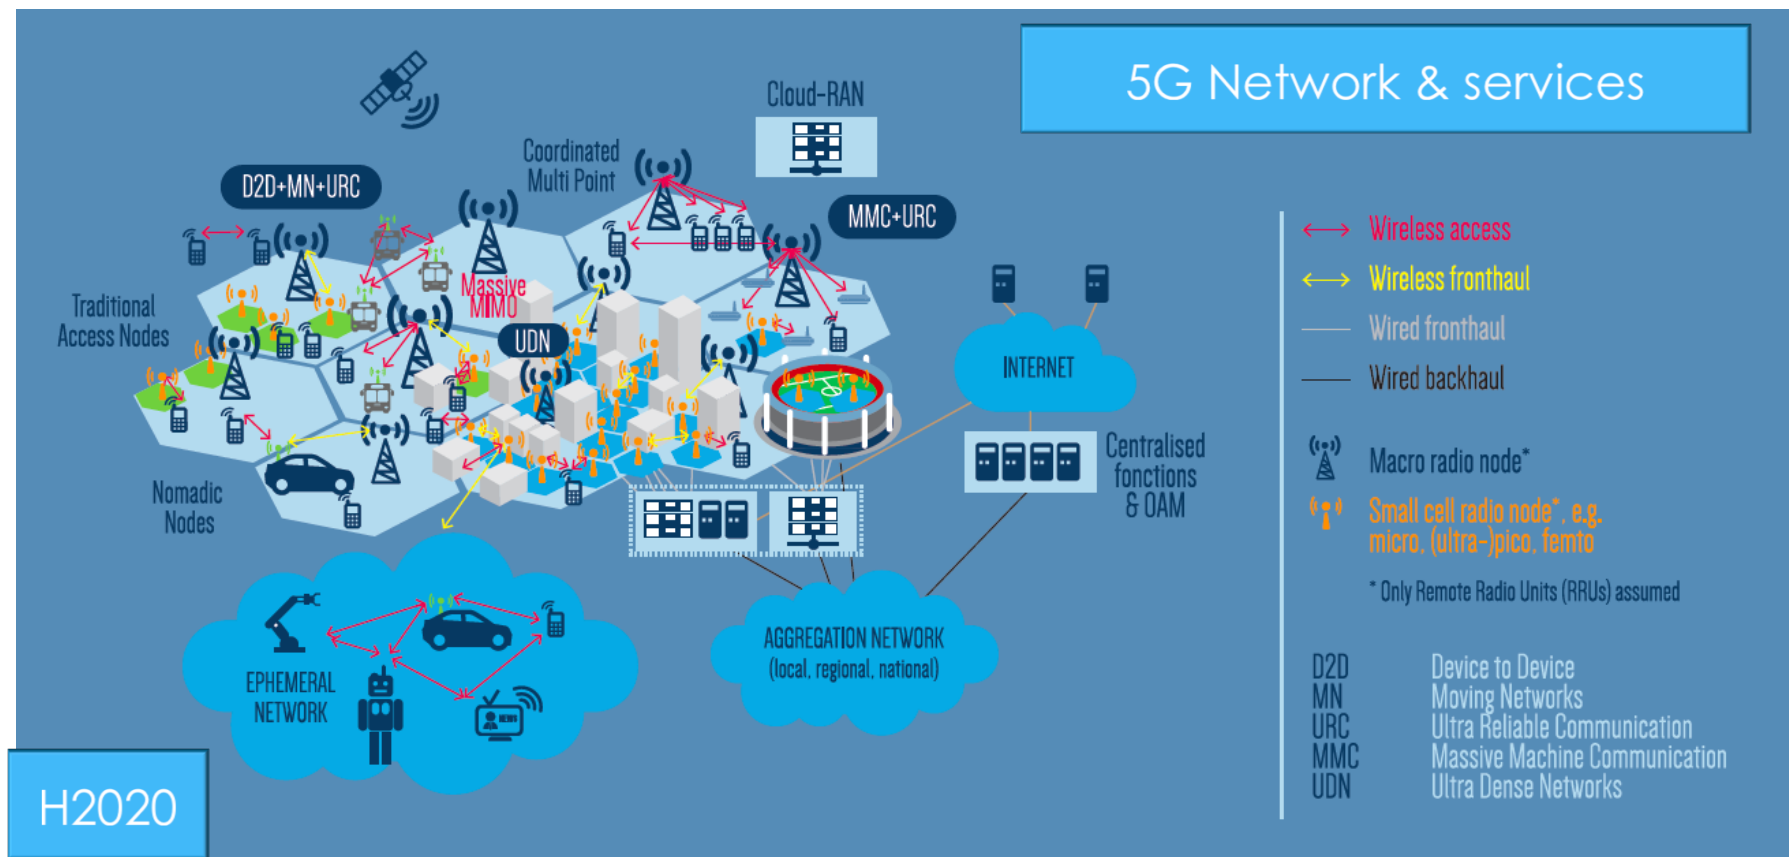 5G Network & services
Cloud-RAN
Coordinated
Multi Point
D2D+MN+URC
MMC+URC
Massive
MIMO
Traditional
Access Nodes
UDN
INTERNET
Nomadic
Nodes
Centralised
fonctions
& OAM
EPHEMERAL
NETWORK
NEWS
AGGREGATION NETWORK
(local, regional, national)
Wireless access
Wireless fronthaul
Wired fronthaul
Wired backhaul
Macro radio node*
Small cell radio node*, e.g.
micro, (ultra-)pico, femto
* Only Remote Radio Units (RRUs) assumed
D2D Device to Device
MN Moving Networks
URC Ultra Reliable Communication
MMC Massive Machine Communication
UDN Ultra Dense Networks
H2020